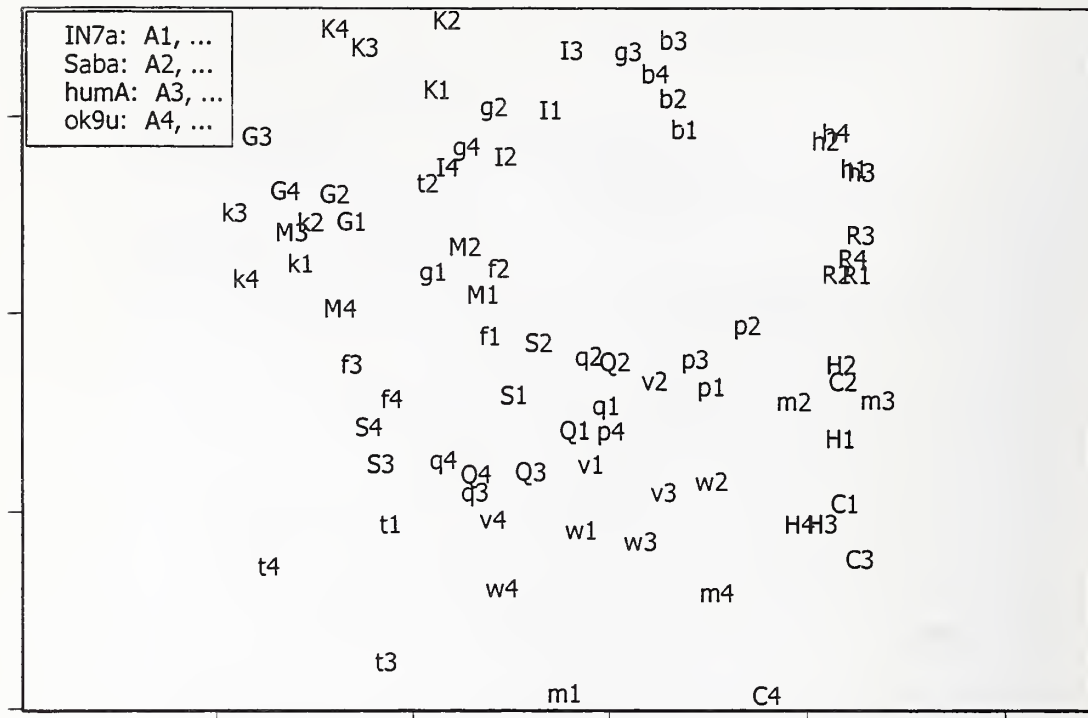 IN7a: A1, ...
Saba: A2, ...
humA: A3, ...
ok9u: A4, ...
K2
K4
K3
b3
I3 g3
b4
K1
b2
g2 I1
b1
G3
h4
h2
g4
I2
I4
h1 h3
t2
G4 G2
k3
k2 G1
M3
R3
M2
R4
k1
f2
g1
R2 R1
k4
M1
M4
p2
f1
S2
q2 Q2
p3
f3
H2
v2
C2
p1
S1
f4
m2 m3
q1
S4
Q1 p4
H1
q4
S3
v1
Q4 Q3
w2
q3
v3
C1
v4
t1
H4 H3
w1
w3
C3
t4
w4
m4
t3
m1 C4